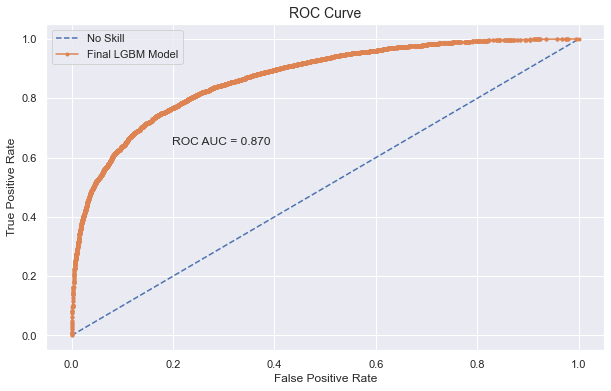 ROC Curve
No Skill
Final LGBM Model
ROC AUC = 0.870
True Positive Rate
1.0
0.8
0.6
0.4
0.2
0.0
0.0 0.2 0.4 0.6 0.8 1.0
False Positive Rate